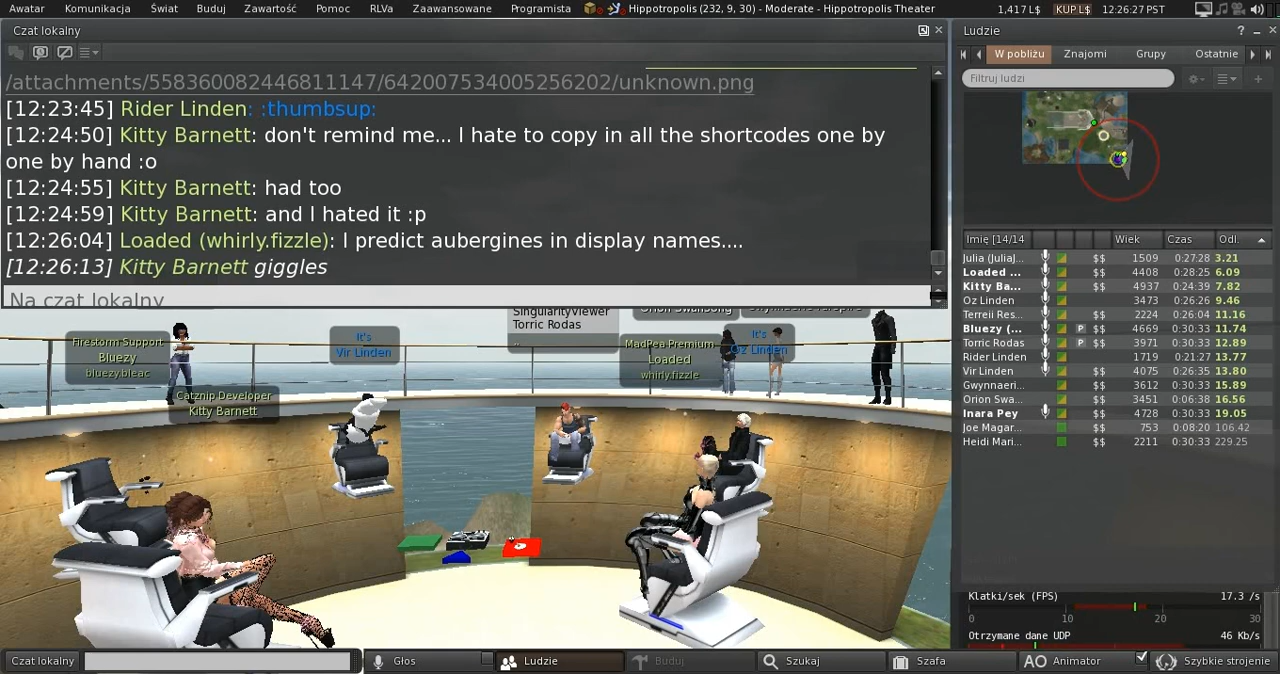 Awatar Komunikacja Świat Buduj Zawartość Pomoc RLVa Zaawansowane Programista Hippotropolis (232, 9, 30) - Moderate - Hippotropolis Theater 1,417 L$ KUP L$ 12:26:27 PST
Czat lokalny
/attachments/558360082446811147/642007534005256202/unknown.png
[12:23:45] Rider Linden: :thumbsup:
[12:24:50] Kitty Barnett: don't remind me... I hate to copy in all the shortcodes one by
one by hand :o
[12:24:55] Kitty Barnett: had too
[12:24:59] Kitty Barnett: and I hated it :p
[12:26:04] Loaded (whirly.fizzle): I predict aubergines in display names....
[12:26:13] Kitty Barnett giggles
Na czat lokalny
Ludzie
W pobliżu Znajomi Grupy Ostatnie
Filtruj ludzi
Imię [14/14 Wiek Czas Odl.
Julia (JuliaJ... $$ 1509 0:27:28 3.21
Loaded ... $$ 4408 0:28:25 6.09
Kitty Ba... $$ 4937 0:24:39 7.82
Oz Linden 3473 0:26:26 9.46
Terreii Res... $$ 2224 0:26:04 11.16
Bluezy (... P $$ 4669 0:30:33 11.74
Torric Rodas P $$ 3971 0:30:33 12.89
Rider Linden 1719 0:21:27 13.77
Vir Linden $$ 4075 0:26:35 13.80
Gwynnaeri... $$ 3612 0:30:33 15.89
Orion Swa... $$ 3451 0:06:38 16.56
Inara Pey $$ 4728 0:30:33 19.05
Joe Magar... $$ 753 0:08:20 106.42
Heidi Mari... $$ 2211 0:30:33 229.25
SingularityViewer
Torric Rodas
Firestorm Support
Bluezy
bluezy.bleac
It's
Vir Linden
MadPea Premium
Loaded
whirly.fizzle
It's
Oz Linden
Catznip Developer
Kitty Barnett
Klatki/sek (FPS) 17.3 /s
0 10 20 30
Otrzymane dane UDP 46 Kb/s
Czat lokalny Głos Ludzie Buduj Szukaj Szafa AO Animator Szybkie strojenie